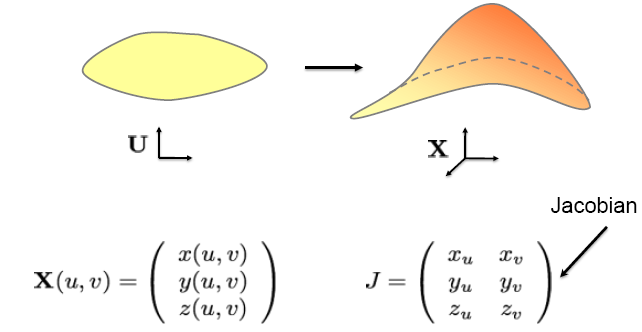 U
X
Jacobian
X(u, v) = ( x(u, v) y(u, v) z(u, v) )
J = ( x_u x_v y_u y_v z_u z_v )